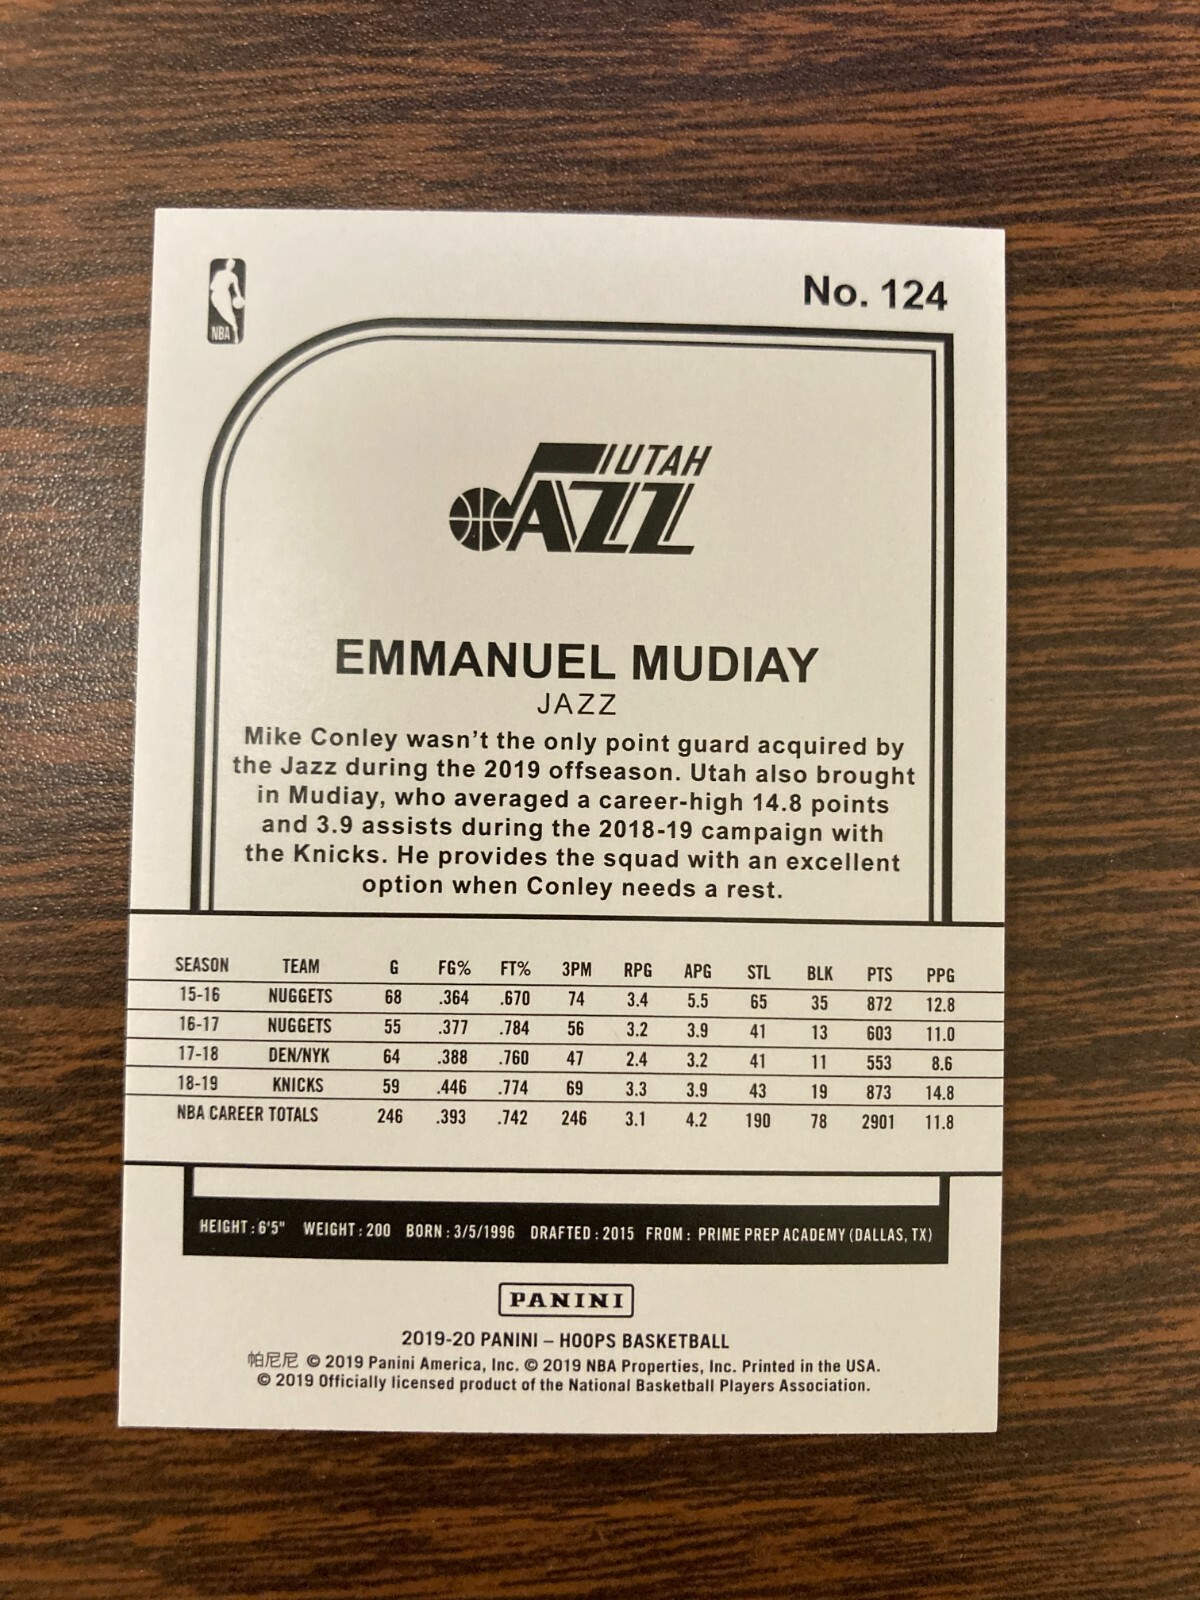 NBA
No. 124
UTAH
JAZZ
EMMANUEL MUDIAY
JAZZ
Mike Conley wasn't the only point guard acquired by
the Jazz during the 2019 offseason. Utah also brought
in Mudiay, who averaged a career-high 14.8 points
and 3.9 assists during the 2018-19 campaign with
the Knicks. He provides the squad with an excellent
option when Conley needs a rest.
SEASON TEAM G FG% FT% 3PM RPG APG STL BLK PTS PPG
15-16 NUGGETS 68 .364 .670 74 3.4 5.5 65 35 872 12.8
16-17 NUGGETS 55 .377 .784 56 3.2 3.9 41 13 603 11.0
17-18 DEN/NYK 64 .388 .760 47 2.4 3.2 41 11 553 8.6
18-19 KNICKS 59 .446 .774 69 3.3 3.9 43 19 873 14.8
NBA CAREER TOTALS 246 .393 .742 246 3.1 4.2 190 78 2901 11.8
HEIGHT : 6'5" WEIGHT : 200 BORN : 3/5/1996 DRAFTED : 2015 FROM : PRIME PREP ACADEMY (DALLAS, TX)
PANINI
2019-20 PANINI – HOOPS BASKETBALL
帕尼尼 © 2019 Panini America, Inc. © 2019 NBA Properties, Inc. Printed in the USA.
© 2019 Officially licensed product of the National Basketball Players Association.